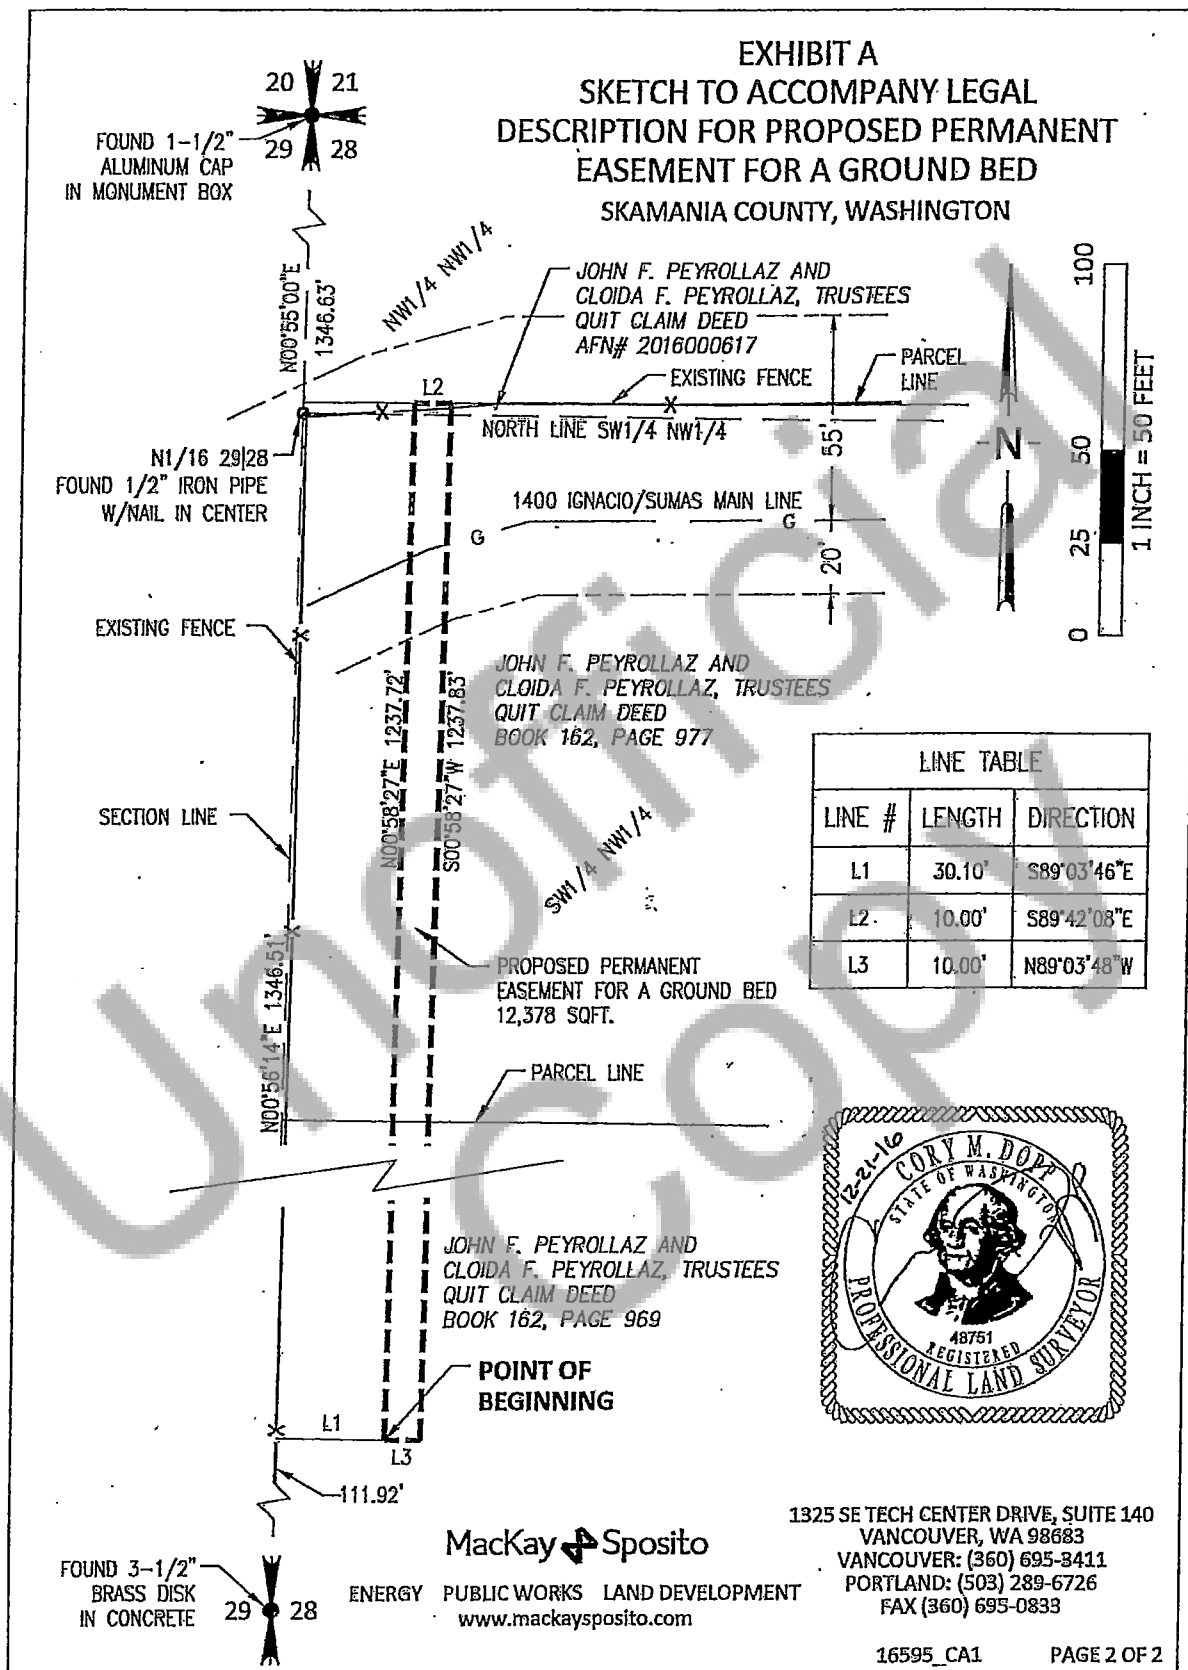 EXHIBIT A
SKETCH TO ACCOMPANY LEGAL
DESCRIPTION FOR PROPOSED PERMANENT
EASEMENT FOR A GROUND BED
SKAMANIA COUNTY, WASHINGTON
20 21
29 28
FOUND 1-1/2"
ALUMINUM CAP
IN MONUMENT BOX
N00°55'00"E
1346.63'
NW1/4 NW1/4
JOHN F. PEYROLLAZ AND
CLOIDA F. PEYROLLAZ, TRUSTEES
QUIT CLAIM DEED
AFN# 2016000617
PARCEL
LINE
EXISTING FENCE
L2
NORTH LINE SW1/4 NW1/4
N1/16 29|28
FOUND 1/2" IRON PIPE
W/NAIL IN CENTER
1400 IGNACIO/SUMAS MAIN LINE
G
G
55'
20'
N
0 25 50 100
1 INCH = 50 FEET
EXISTING FENCE
JOHN F. PEYROLLAZ AND
CLOIDA F. PEYROLLAZ, TRUSTEES
QUIT CLAIM DEED
BOOK 162, PAGE 977
N00°58'27"E 1237.72'
S00°58'27"W 1237.83'
SECTION LINE
SW1/4 NW1/4
LINE TABLE
LINE # LENGTH DIRECTION
L1 30.10' S89°03'46"E
L2 10.00' S89°42'08"E
L3 10.00' N89°03'48"W
N00°56'14"E 1346.51'
PROPOSED PERMANENT
EASEMENT FOR A GROUND BED
12,378 SQFT.
PARCEL LINE
12-21-16
CORY M. DOPP
STATE OF WASHINGTON
48751
REGISTERED
PROFESSIONAL LAND SURVEYOR
JOHN F. PEYROLLAZ AND
CLOIDA F. PEYROLLAZ, TRUSTEES
QUIT CLAIM DEED
BOOK 162, PAGE 969
POINT OF
BEGINNING
L1
L3
111.92'
FOUND 3-1/2"
BRASS DISK
IN CONCRETE
29 28
MacKay Sposito
ENERGY PUBLIC WORKS LAND DEVELOPMENT
www.mackaysposito.com
1325 SE TECH CENTER DRIVE, SUITE 140
VANCOUVER, WA 98683
VANCOUVER: (360) 695-3411
PORTLAND: (503) 289-6726
FAX (360) 695-0833
16595_CA1 PAGE 2 OF 2
Unofficial
Copy